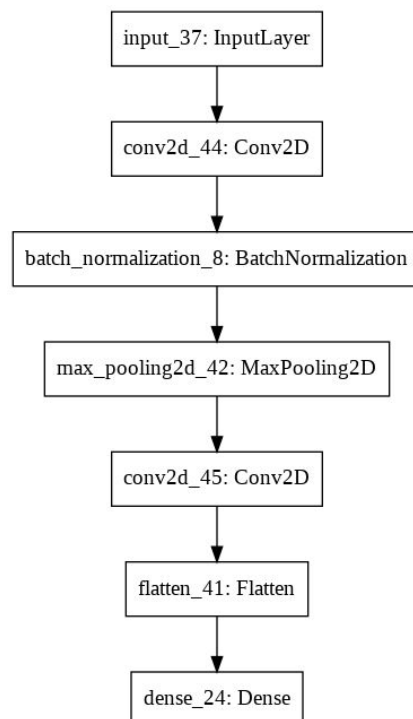 input_37: InputLayer
conv2d_44: Conv2D
batch_normalization_8: BatchNormalization
max_pooling2d_42: MaxPooling2D
conv2d_45: Conv2D
flatten_41: Flatten
dense_24: Dense